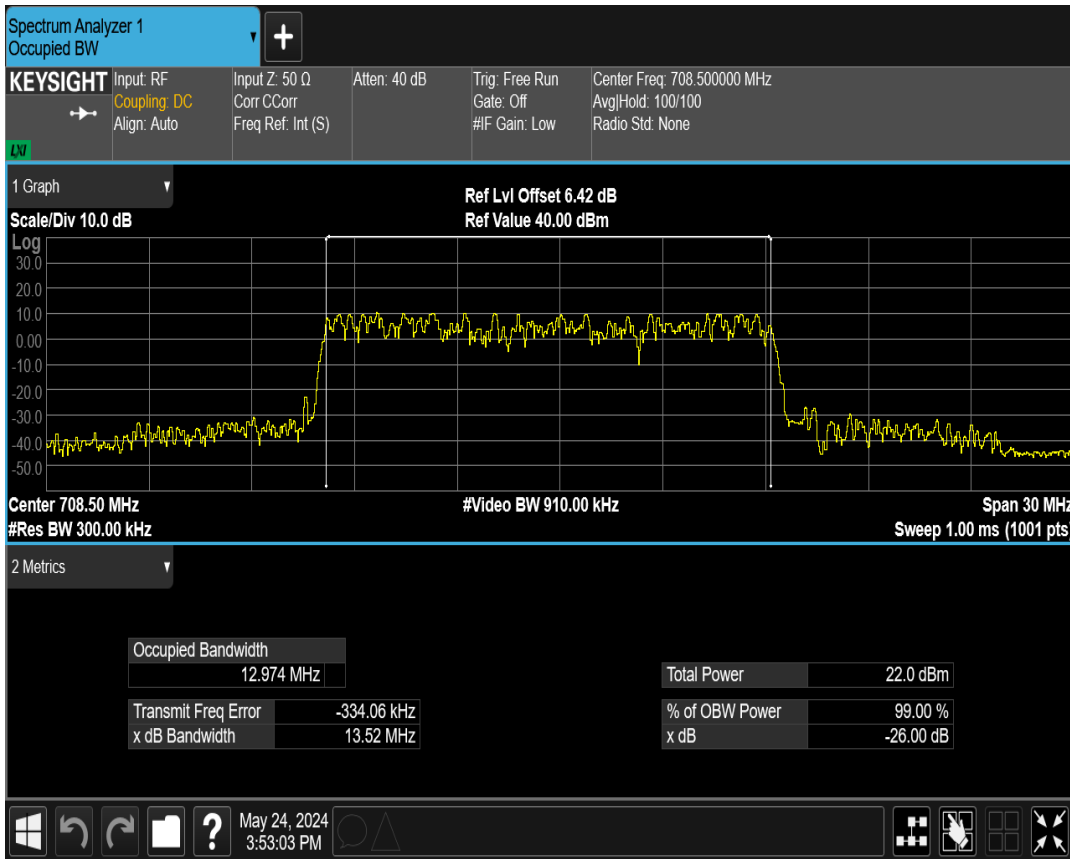 Spectrum Analyzer 1
Occupied BW
+
KEYSIGHT
LXI
Input: RF
Coupling: DC
Align: Auto
Input Z: 50 Ω
Corr CCorr
Freq Ref: Int (S)
Atten: 40 dB
Trig: Free Run
Gate: Off
#IF Gain: Low
Center Freq: 708.500000 MHz
Avg|Hold: 100/100
Radio Std: None
1 Graph
Scale/Div 10.0 dB
Ref Lvl Offset 6.42 dB
Ref Value 40.00 dBm
Log
30.0
20.0
10.0
0.00
-10.0
-20.0
-30.0
-40.0
-50.0
Center 708.50 MHz
#Res BW 300.00 kHz
#Video BW 910.00 kHz
Span 30 MHz
Sweep 1.00 ms (1001 pts)
2 Metrics
Occupied Bandwidth
12.974 MHz
Transmit Freq Error -334.06 kHz
x dB Bandwidth 13.52 MHz
Total Power 22.0 dBm
% of OBW Power 99.00 %
x dB -26.00 dB
?
May 24, 2024
3:53:03 PM